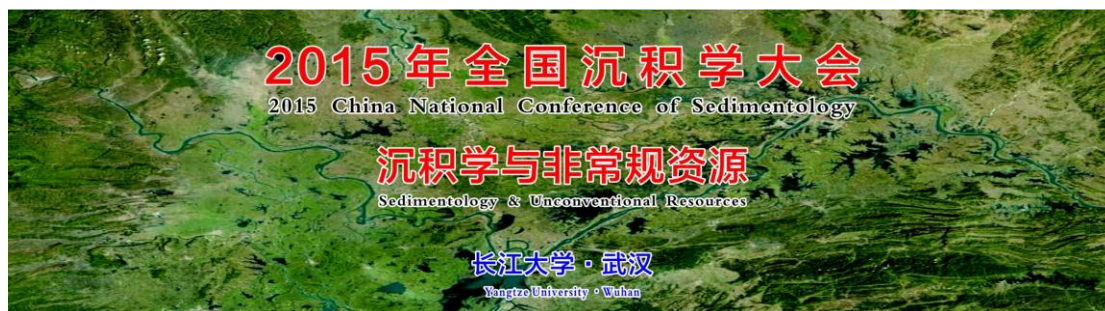 2015年全国沉积学大会
2015 China National Conference of Sedimentology
沉积学与非常规资源
Sedimentology & Unconventional Resources
长江大学·武汉
Yangtze University·Wuhan